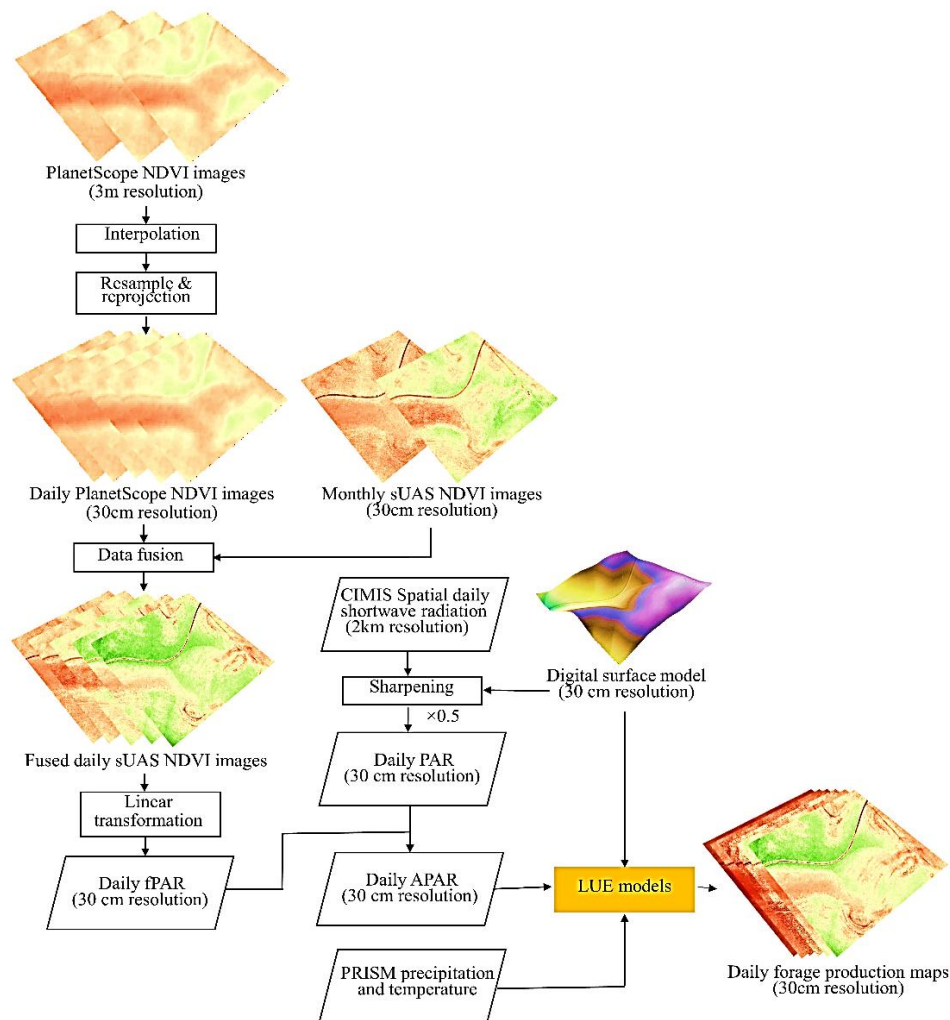 PlanetScope NDVI images
(3m resolution)
Interpolation
Resample &
reprojection
Daily PlanetScope NDVI images
(30cm resolution)
Monthly sUAS NDVI images
(30cm resolution)
Data fusion
CIMIS Spatial daily
shortwave radiation
(2km resolution)
Digital surface model
(30 cm resolution)
Sharpening
×0.5
Fused daily sUAS NDVI images
Daily PAR
(30 cm resolution)
Linear
transformation
Daily fPAR
(30 cm resolution)
Daily APAR
(30 cm resolution)
LUE models
PRISM precipitation
and temperature
Daily forage production maps
(30cm resolution)